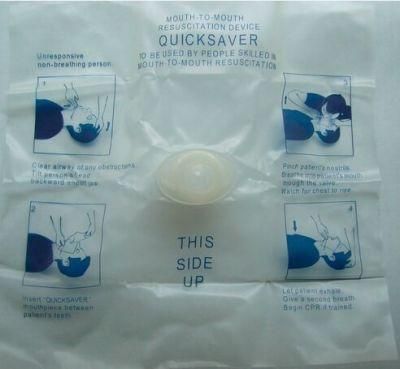 MOUTH-TO-MOUTH
RESUSCITATION DEVICE
QUICKSAVER
TO BE USED BY PEOPLE SKILLED IN
MOUTH-TO-MOUTH RESUSCITATION
Unresponsive
non-breathing person.
1
Clear airway of any obstructions.
Tilt person's head
backward and
2
Insert "QUICKSAVER"
mouthpiece between
patient's teeth.
3
Pinch patient's nostrils.
Breathe into patient's mouth
the valve.
Watch for chest to rise.
4
Let patient exhale.
Give a second breath.
Begin CPR if trained.
THIS
SIDE
UP